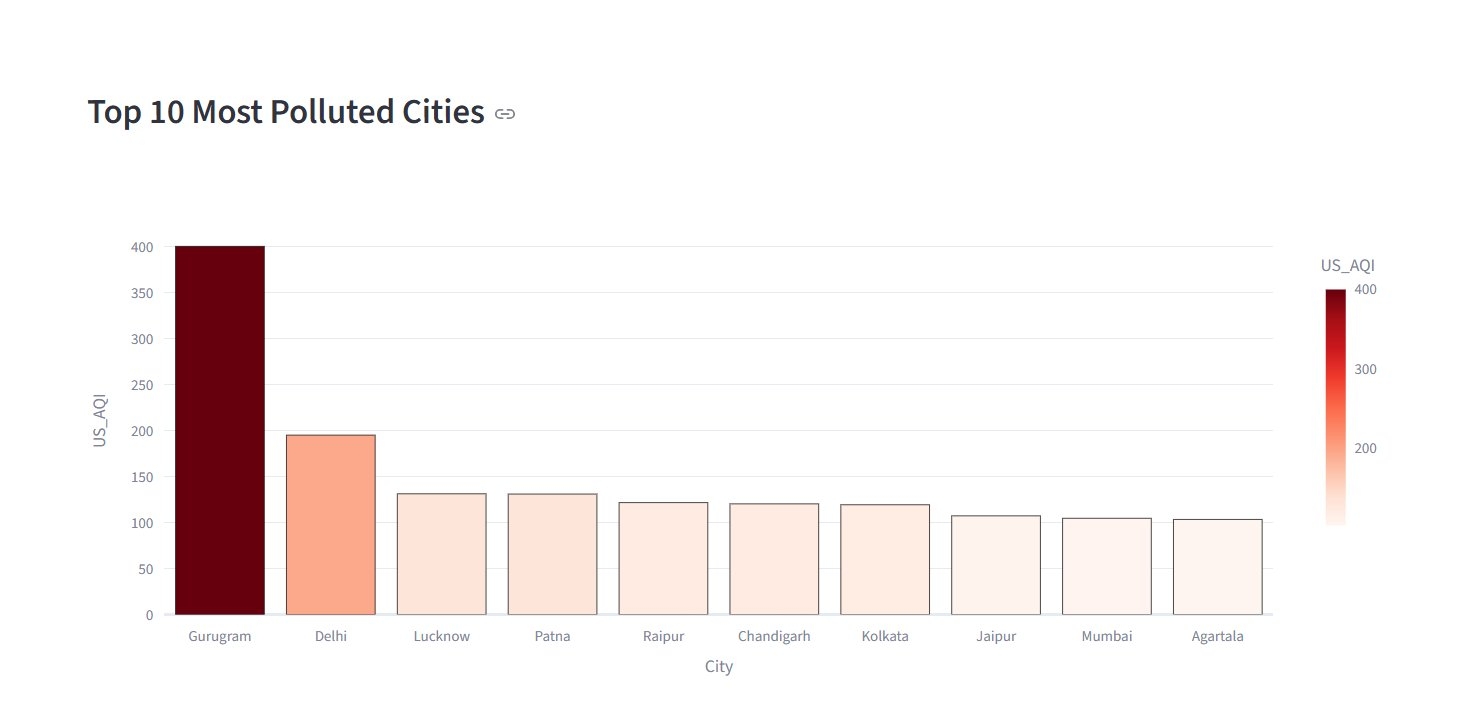 Top 10 Most Polluted Cities
400
350
300
250
200
150
100
50
0
US_AQI
Gurugram Delhi Lucknow Patna Raipur Chandigarh Kolkata Jaipur Mumbai Agartala
City
US_AQI
400
300
200